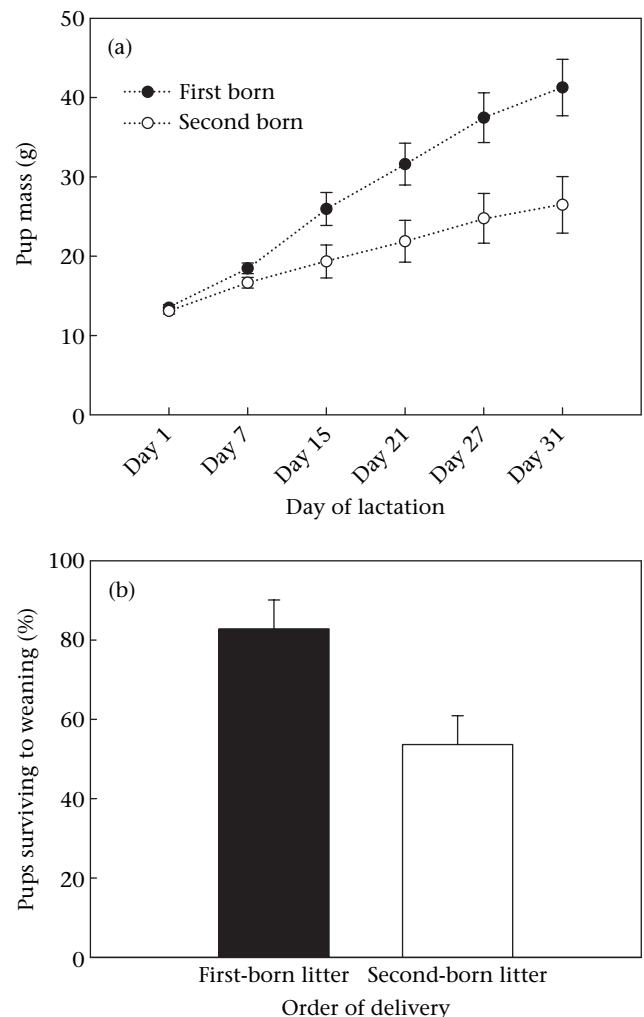 50
(a)
First born
40
Second born
30
Pup mass (g)
20
10
0
Day 1 Day 7 Day 15 Day 21 Day 27 Day 31
Day of lactation
100
(b)
80
60
Pups surviving to weaning (%)
40
20
0
First-born litter Second-born litter
Order of delivery